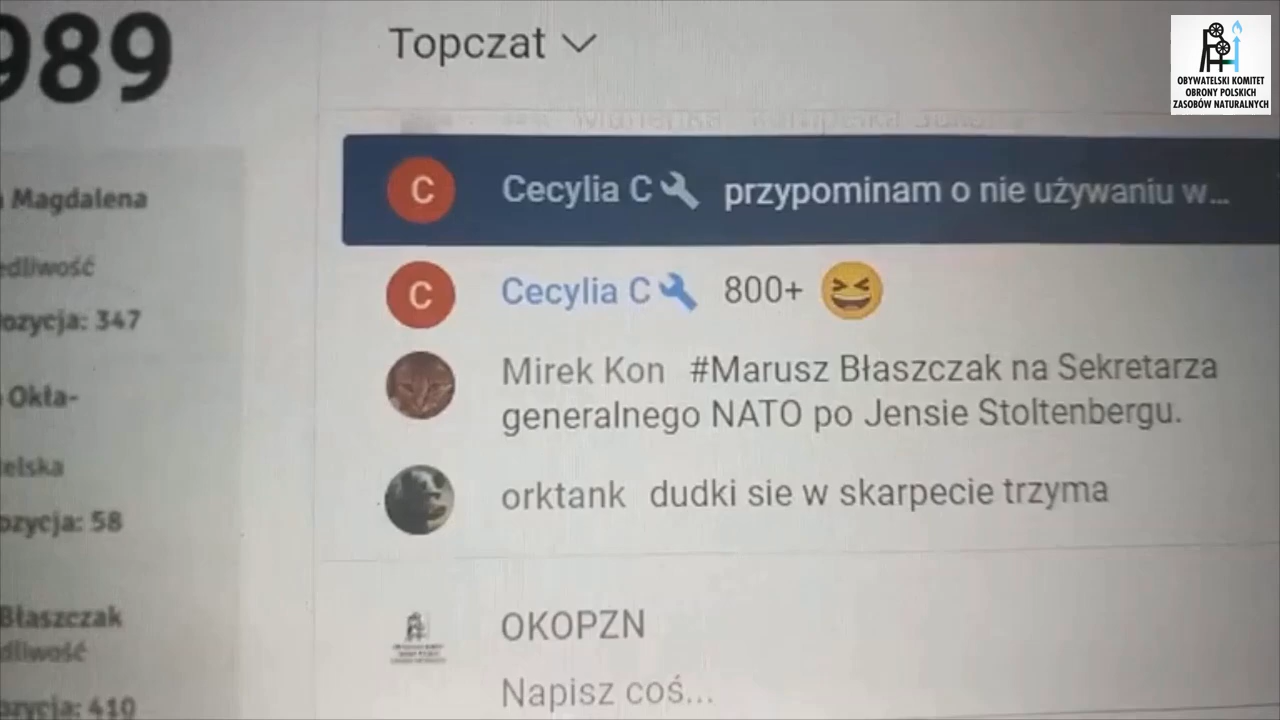 989
Topczat
OBYWATELSKI KOMITET
OBRONY POLSKICH
ZASOBÓW NATURALNYCH
Magdalena
edliwość
ozycja: 347
Okła-
ielska
ozycja: 58
Błaszczak
dliwość
ozycja: 410
C Cecylia C przypominam o nie używaniu w...
C Cecylia C 800+
Mirek Kon #Marusz Błaszczak na Sekretarza
generalnego NATO po Jensie Stoltenbergu.
orktank dudki sie w skarpecie trzyma
OKOPZN
Napisz coś...